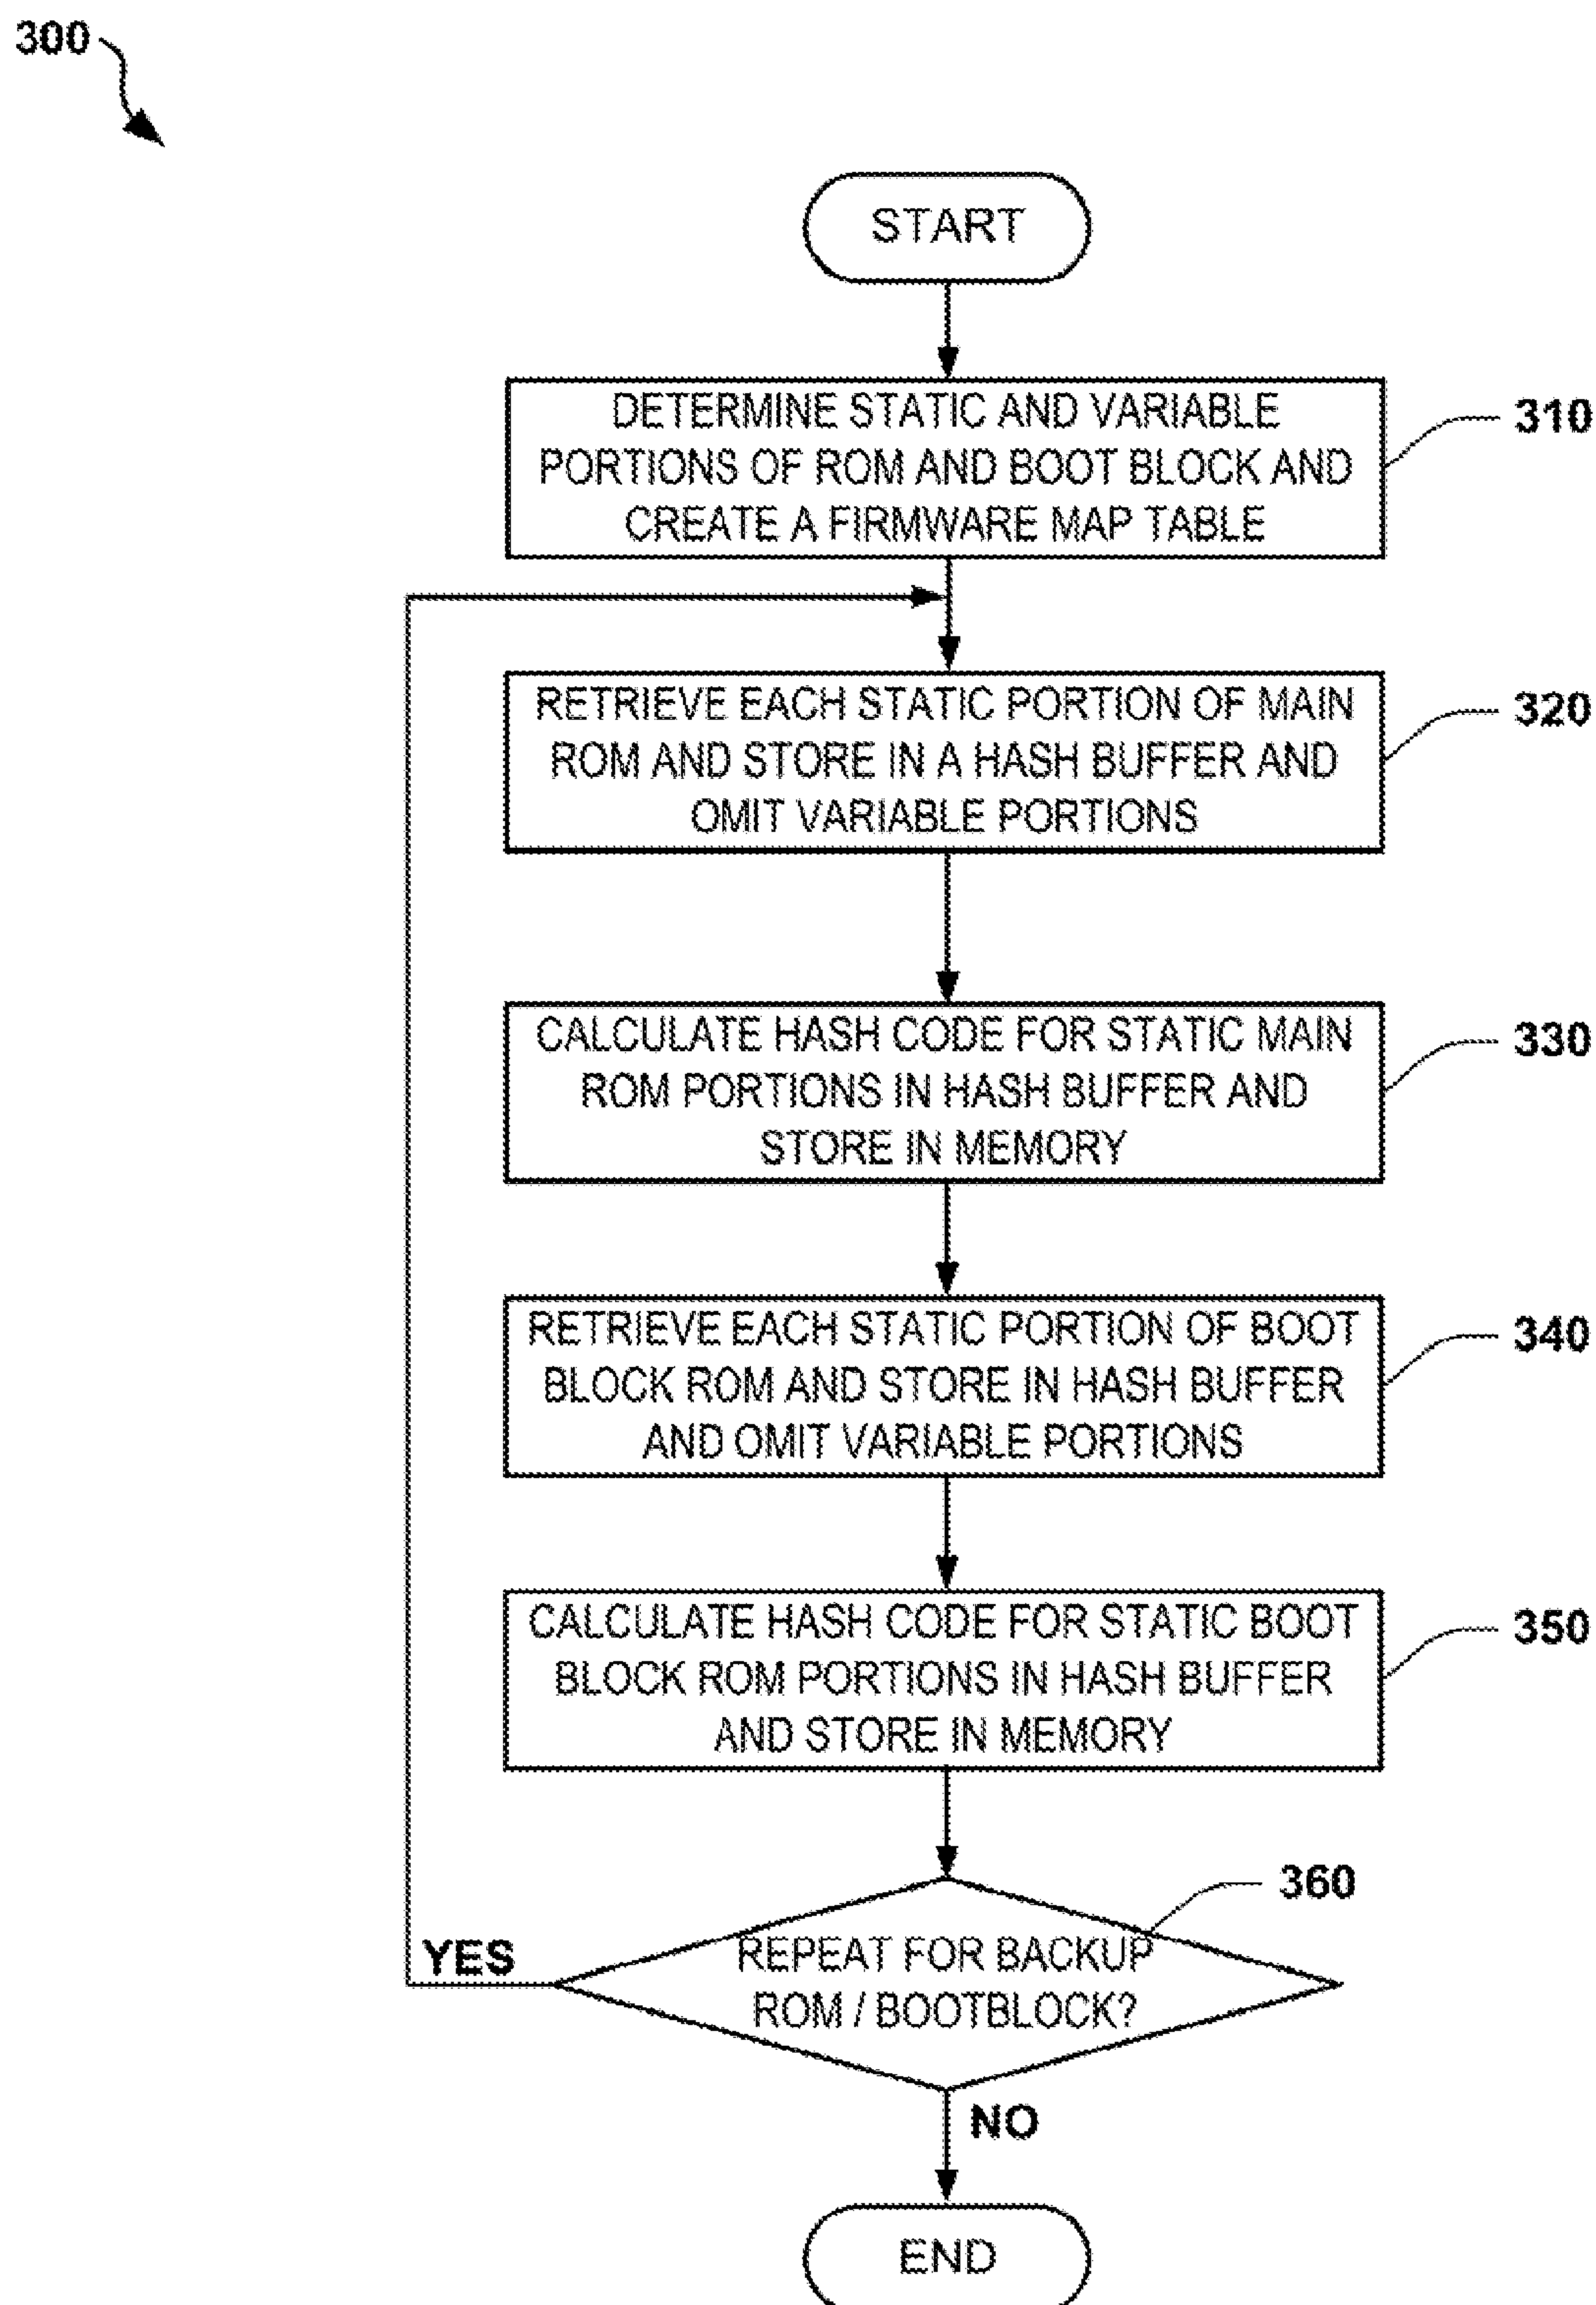 300
START
DETERMINE STATIC AND VARIABLE
PORTIONS OF ROM AND BOOT BLOCK AND
CREATE A FIRMWARE MAP TABLE
310
RETRIEVE EACH STATIC PORTION OF MAIN
ROM AND STORE IN A HASH BUFFER AND
OMIT VARIABLE PORTIONS
320
CALCULATE HASH CODE FOR STATIC MAIN
ROM PORTIONS IN HASH BUFFER AND
STORE IN MEMORY
330
RETRIEVE EACH STATIC PORTION OF BOOT
BLOCK ROM AND STORE IN HASH BUFFER
AND OMIT VARIABLE PORTIONS
340
CALCULATE HASH CODE FOR STATIC BOOT
BLOCK ROM PORTIONS IN HASH BUFFER
AND STORE IN MEMORY
350
360
YES
REPEAT FOR BACKUP
ROM / BOOTBLOCK?
NO
END